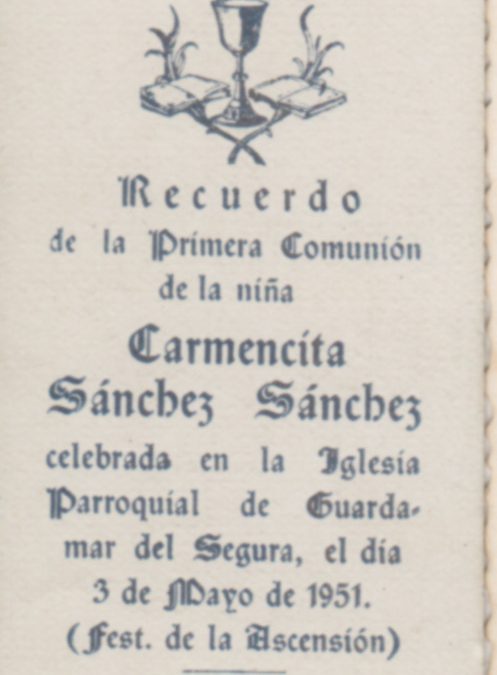 Recuerdo
de la Primera Comunión
de la niña
Carmencita
Sánchez Sánchez
celebrada en la Iglesia
Parroquial de Guarda-
mar del Segura, el día
3 de Mayo de 1951.
(Fest. de la Ascensión)